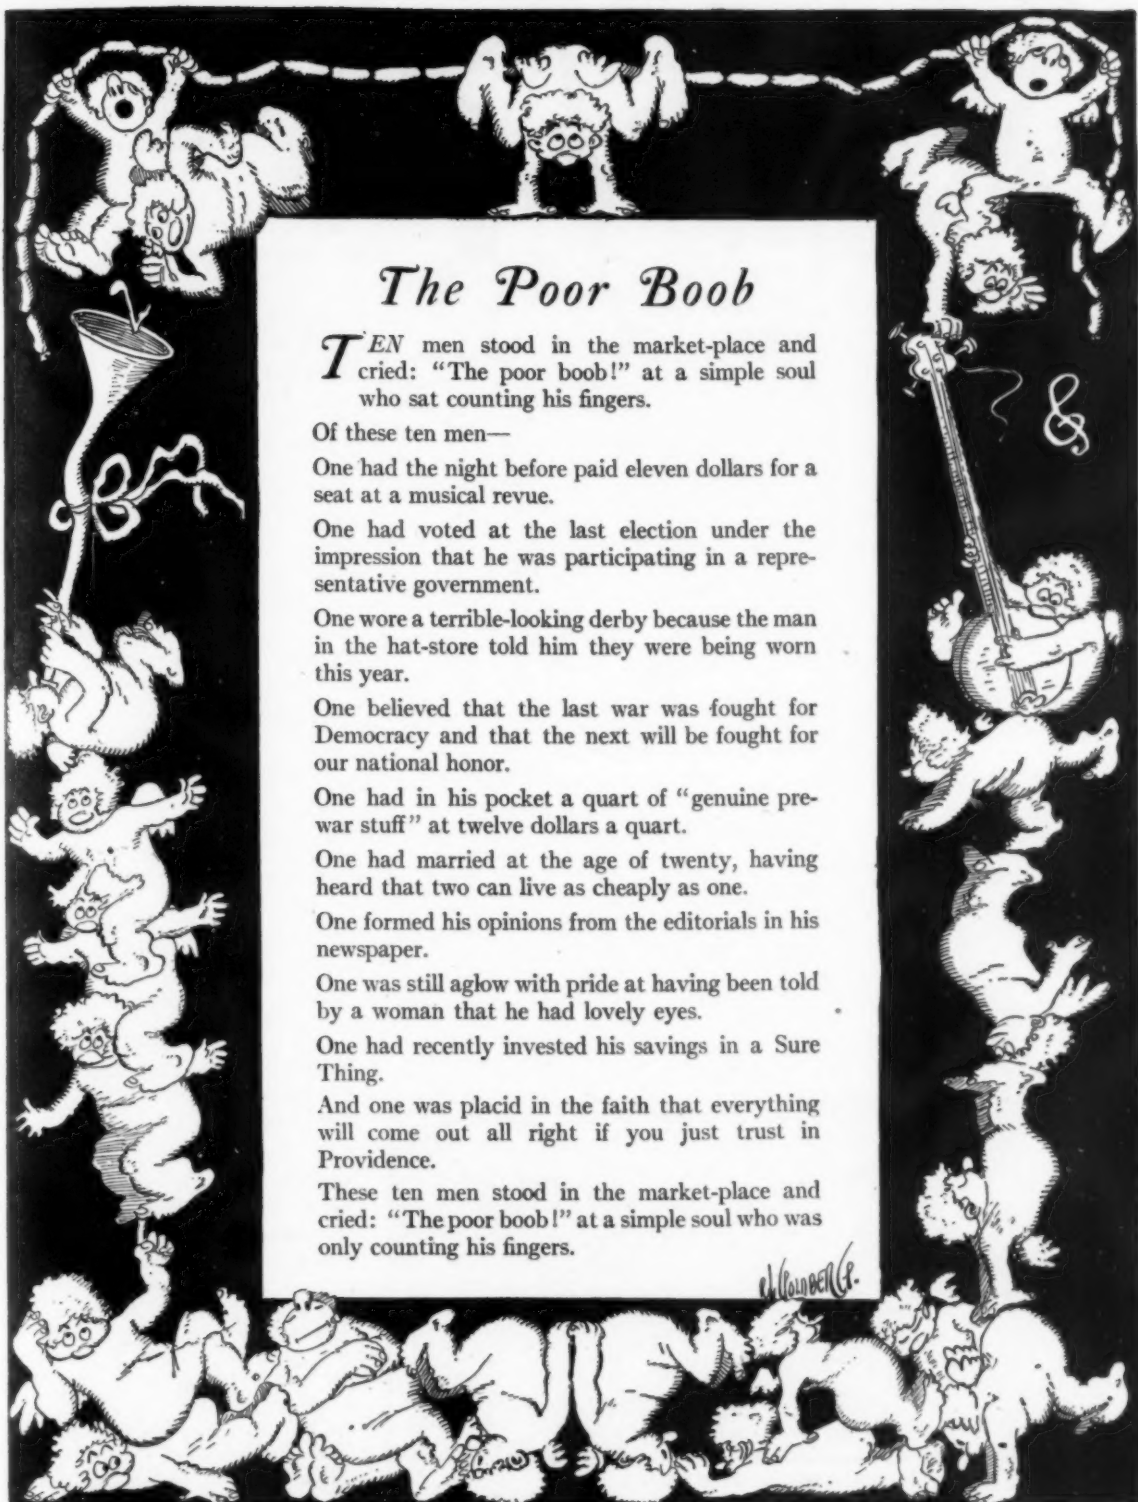 The Poor Boob
TEN men stood in the market-place and
cried: "The poor boob!" at a simple soul
who sat counting his fingers.
Of these ten men—
One had the night before paid eleven dollars for a
seat at a musical revue.
One had voted at the last election under the
impression that he was participating in a repre-
sentative government.
One wore a terrible-looking derby because the man
in the hat-store told him they were being worn
this year.
One believed that the last war was fought for
Democracy and that the next will be fought for
our national honor.
One had in his pocket a quart of "genuine pre-
war stuff" at twelve dollars a quart.
One had married at the age of twenty, having
heard that two can live as cheaply as one.
One formed his opinions from the editorials in his
newspaper.
One was still aglow with pride at having been told
by a woman that he had lovely eyes.
One had recently invested his savings in a Sure
Thing.
And one was placid in the faith that everything
will come out all right if you just trust in
Providence.
These ten men stood in the market-place and
cried: "The poor boob!" at a simple soul who was
only counting his fingers.
GOLDBERG.